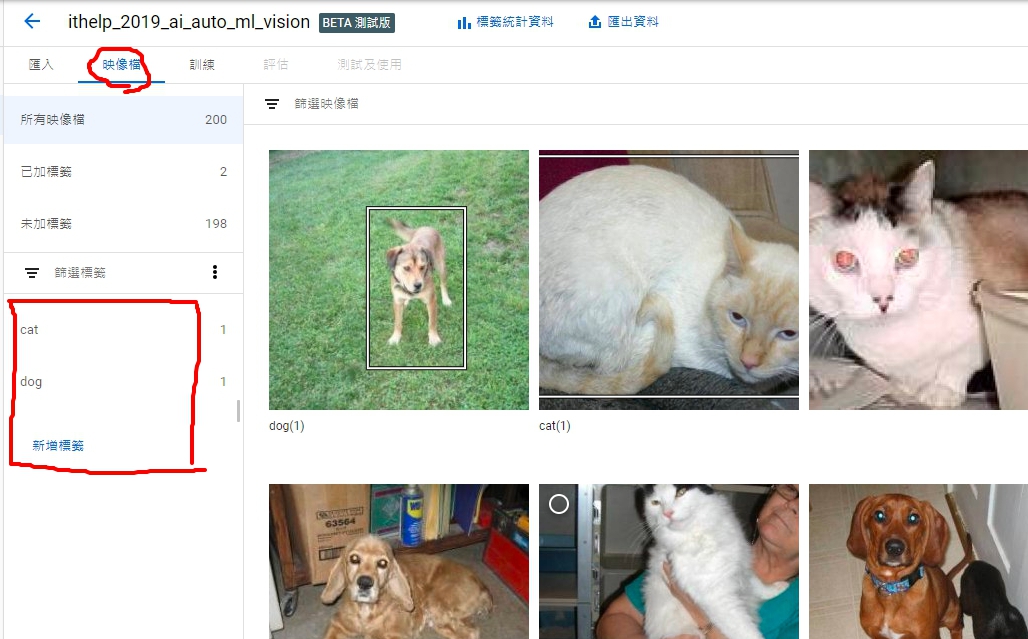 ithelp_2019_ai_auto_ml_vision BETA 測試版 標籤統計資料 匯出資料
匯入 映像檔 訓練 評估 測試及使用
所有映像檔 200
篩選映像檔
已加標籤 2
未加標籤 198
篩選標籤
cat 1
dog 1
新增標籤
dog(1) cat(1)
63564